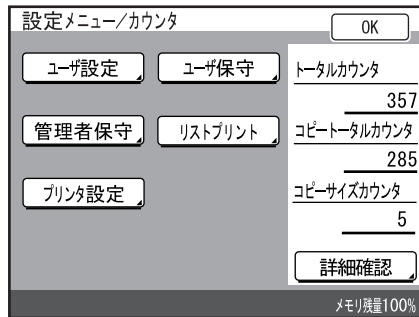 設定メニュー/カウンタ
OK
ユーザ設定
ユーザ保守
トータルカウンタ
357
管理者保守
リストプリント
コピートータルカウンタ
285
プリンタ設定
コピーサイズカウンタ
5
詳細確認
メモリ残量100%